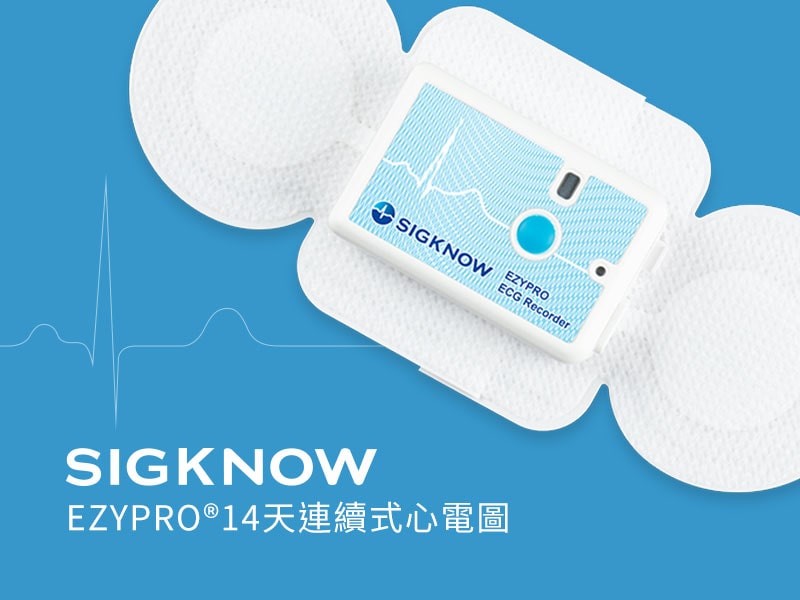 SIGKNOW
EZYPRO
ECG Recorder
SIGKNOW
EZYPRO®14天連續式心電圖